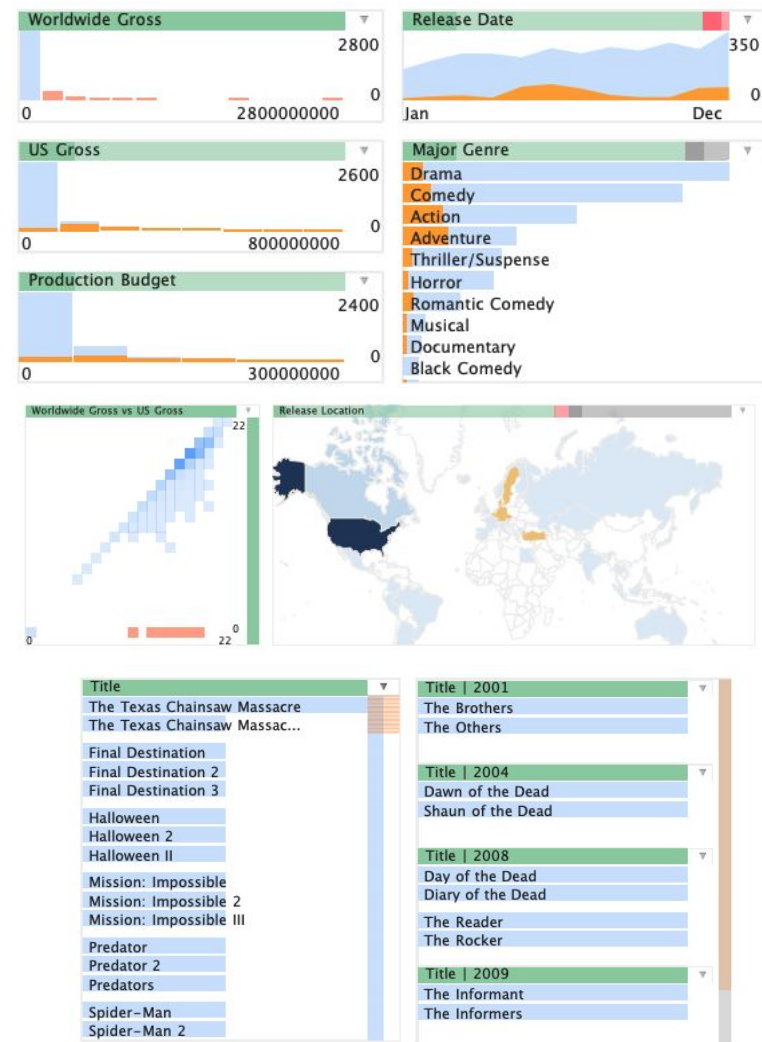 Worldwide Gross
2800
0
0 2800000000
Release Date
350
0
Jan Dec
US Gross
2600
0
0 800000000
Major Genre
Drama
Comedy
Action
Adventure
Thriller/Suspense
Horror
Romantic Comedy
Musical
Documentary
Black Comedy
Production Budget
2400
0
0 300000000
Worldwide Gross vs US Gross
22
0
0 22
Release Location
Title
The Texas Chainsaw Massacre
The Texas Chainsaw Massac...
Final Destination
Final Destination 2
Final Destination 3
Halloween
Halloween 2
Halloween II
Mission: Impossible
Mission: Impossible 2
Mission: Impossible III
Predator
Predator 2
Predators
Spider-Man
Spider-Man 2
Title | 2001
The Brothers
The Others
Title | 2004
Dawn of the Dead
Shaun of the Dead
Title | 2008
Day of the Dead
Diary of the Dead
The Reader
The Rocker
Title | 2009
The Informant
The Informers